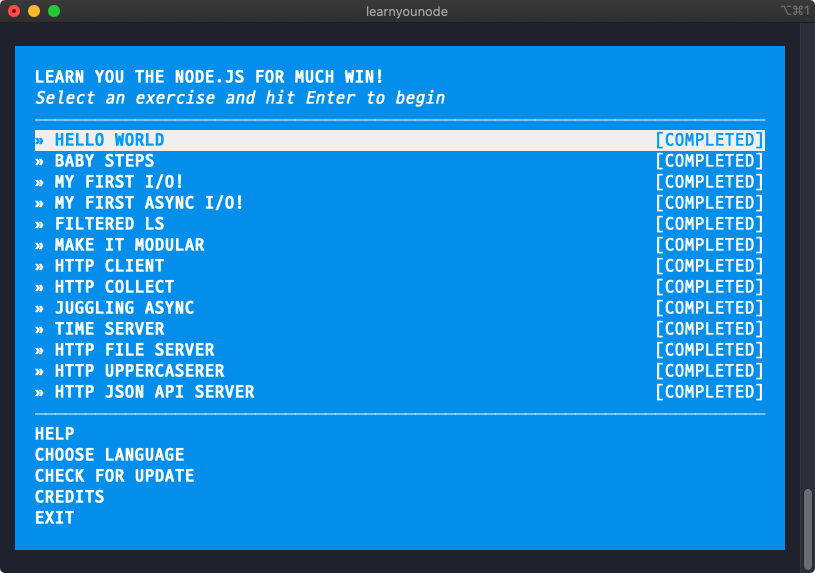 learnyounode
⌥⌘1
LEARN YOU THE NODE.JS FOR MUCH WIN!
Select an exercise and hit Enter to begin
» HELLO WORLD [COMPLETED]
» BABY STEPS [COMPLETED]
» MY FIRST I/O! [COMPLETED]
» MY FIRST ASYNC I/O! [COMPLETED]
» FILTERED LS [COMPLETED]
» MAKE IT MODULAR [COMPLETED]
» HTTP CLIENT [COMPLETED]
» HTTP COLLECT [COMPLETED]
» JUGGLING ASYNC [COMPLETED]
» TIME SERVER [COMPLETED]
» HTTP FILE SERVER [COMPLETED]
» HTTP UPPERCASERER [COMPLETED]
» HTTP JSON API SERVER [COMPLETED]
HELP
CHOOSE LANGUAGE
CHECK FOR UPDATE
CREDITS
EXIT